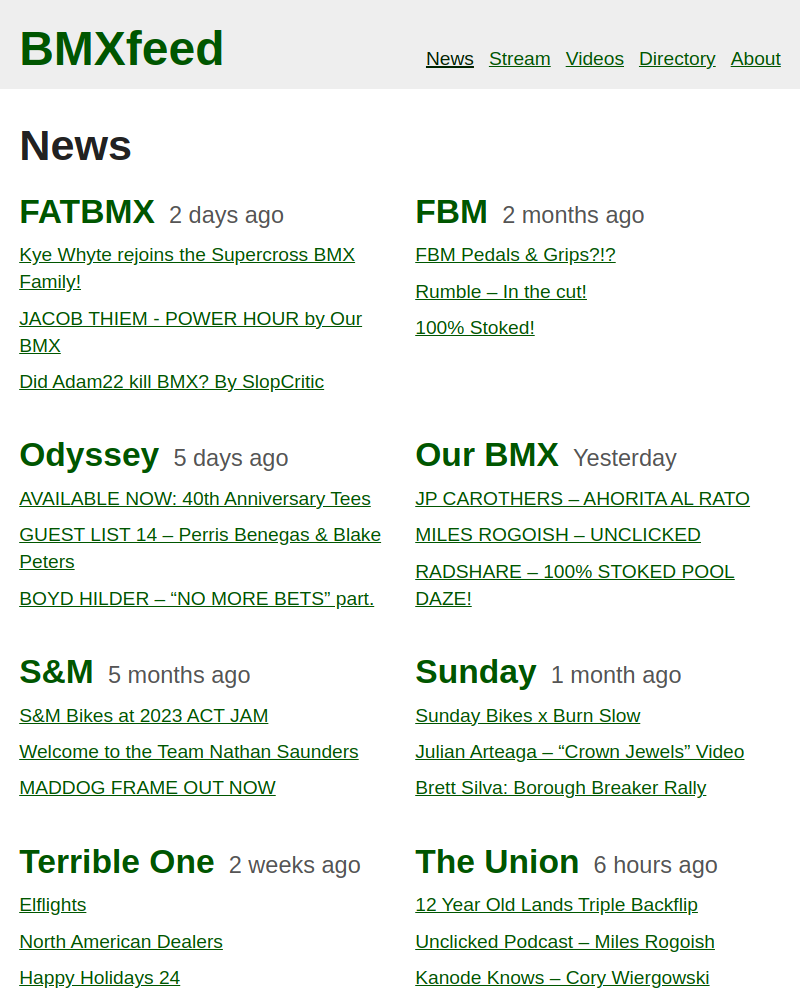 BMXfeed
News Stream Videos Directory About
News
FATBMX 2 days ago
Kye Whyte rejoins the Supercross BMX
Family!
JACOB THIEM - POWER HOUR by Our
BMX
Did Adam22 kill BMX? By SlopCritic
FBM 2 months ago
FBM Pedals & Grips?!?
Rumble – In the cut!
100% Stoked!
Odyssey 5 days ago
AVAILABLE NOW: 40th Anniversary Tees
GUEST LIST 14 – Perris Benegas & Blake
Peters
BOYD HILDER – “NO MORE BETS” part.
Our BMX Yesterday
JP CAROTHERS – AHORITA AL RATO
MILES ROGOISH – UNCLICKED
RADSHARE – 100% STOKED POOL
DAZE!
S&M 5 months ago
S&M Bikes at 2023 ACT JAM
Welcome to the Team Nathan Saunders
MADDOG FRAME OUT NOW
Sunday 1 month ago
Sunday Bikes x Burn Slow
Julian Arteaga – “Crown Jewels” Video
Brett Silva: Borough Breaker Rally
Terrible One 2 weeks ago
Elflights
North American Dealers
Happy Holidays 24
The Union 6 hours ago
12 Year Old Lands Triple Backflip
Unclicked Podcast – Miles Rogoish
Kanode Knows – Cory Wiergowski